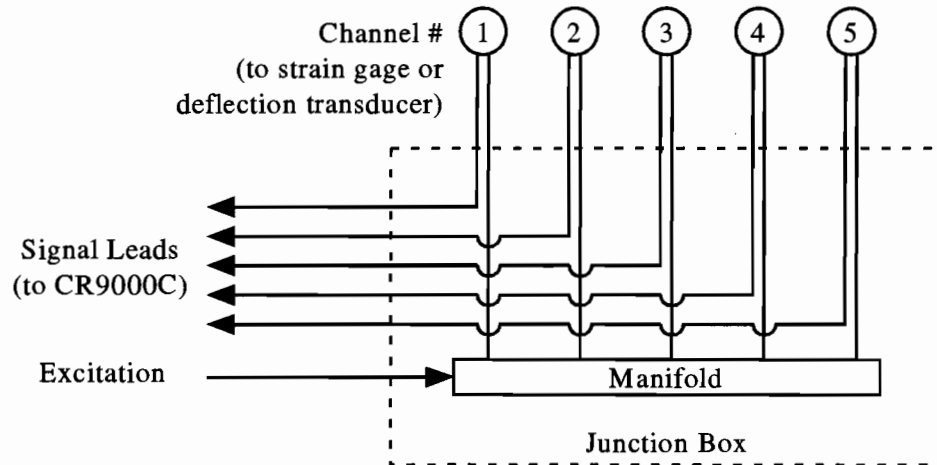 Channel #
(to strain gage or
deflection transducer)
1 2 3 4 5
Signal Leads
(to CR9000C)
Excitation
Manifold
Junction Box